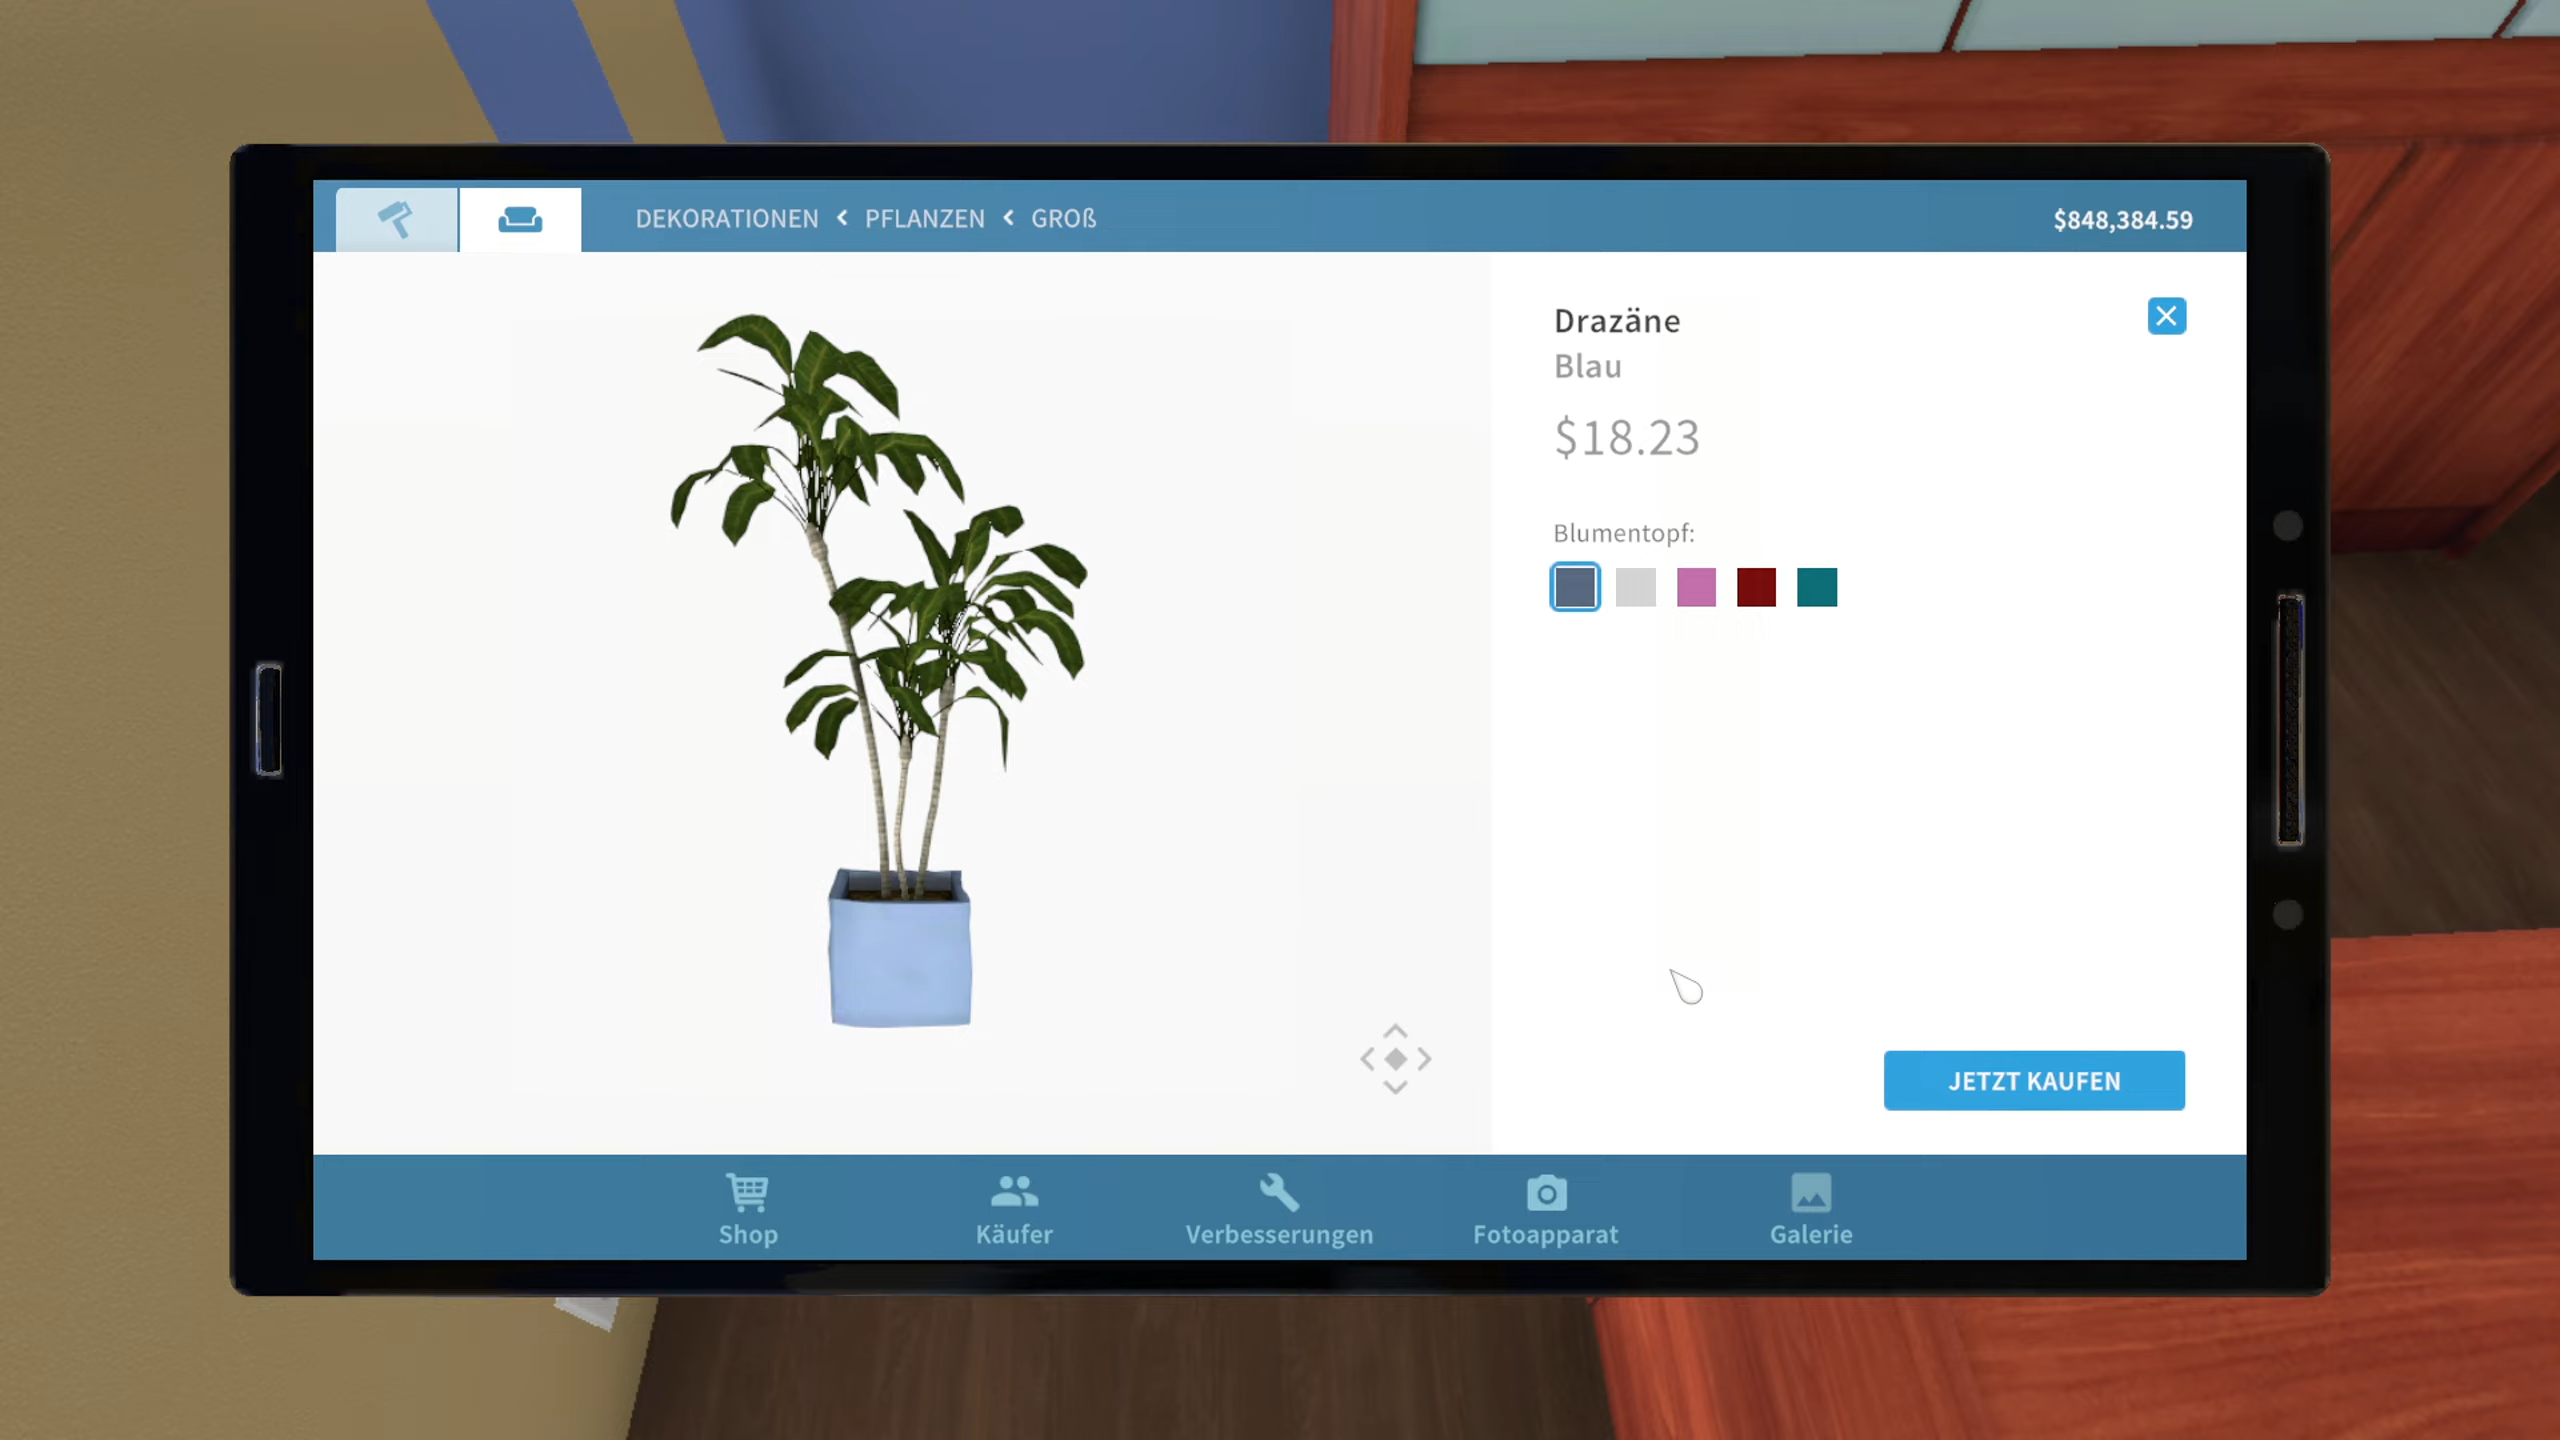 DEKORATIONEN < PFLANZEN < GROß
$848,384.59
Drazäne
Blau
$18.23
Blumentopf:
JETZT KAUFEN
Shop
Käufer
Verbesserungen
Fotoapparat
Galerie